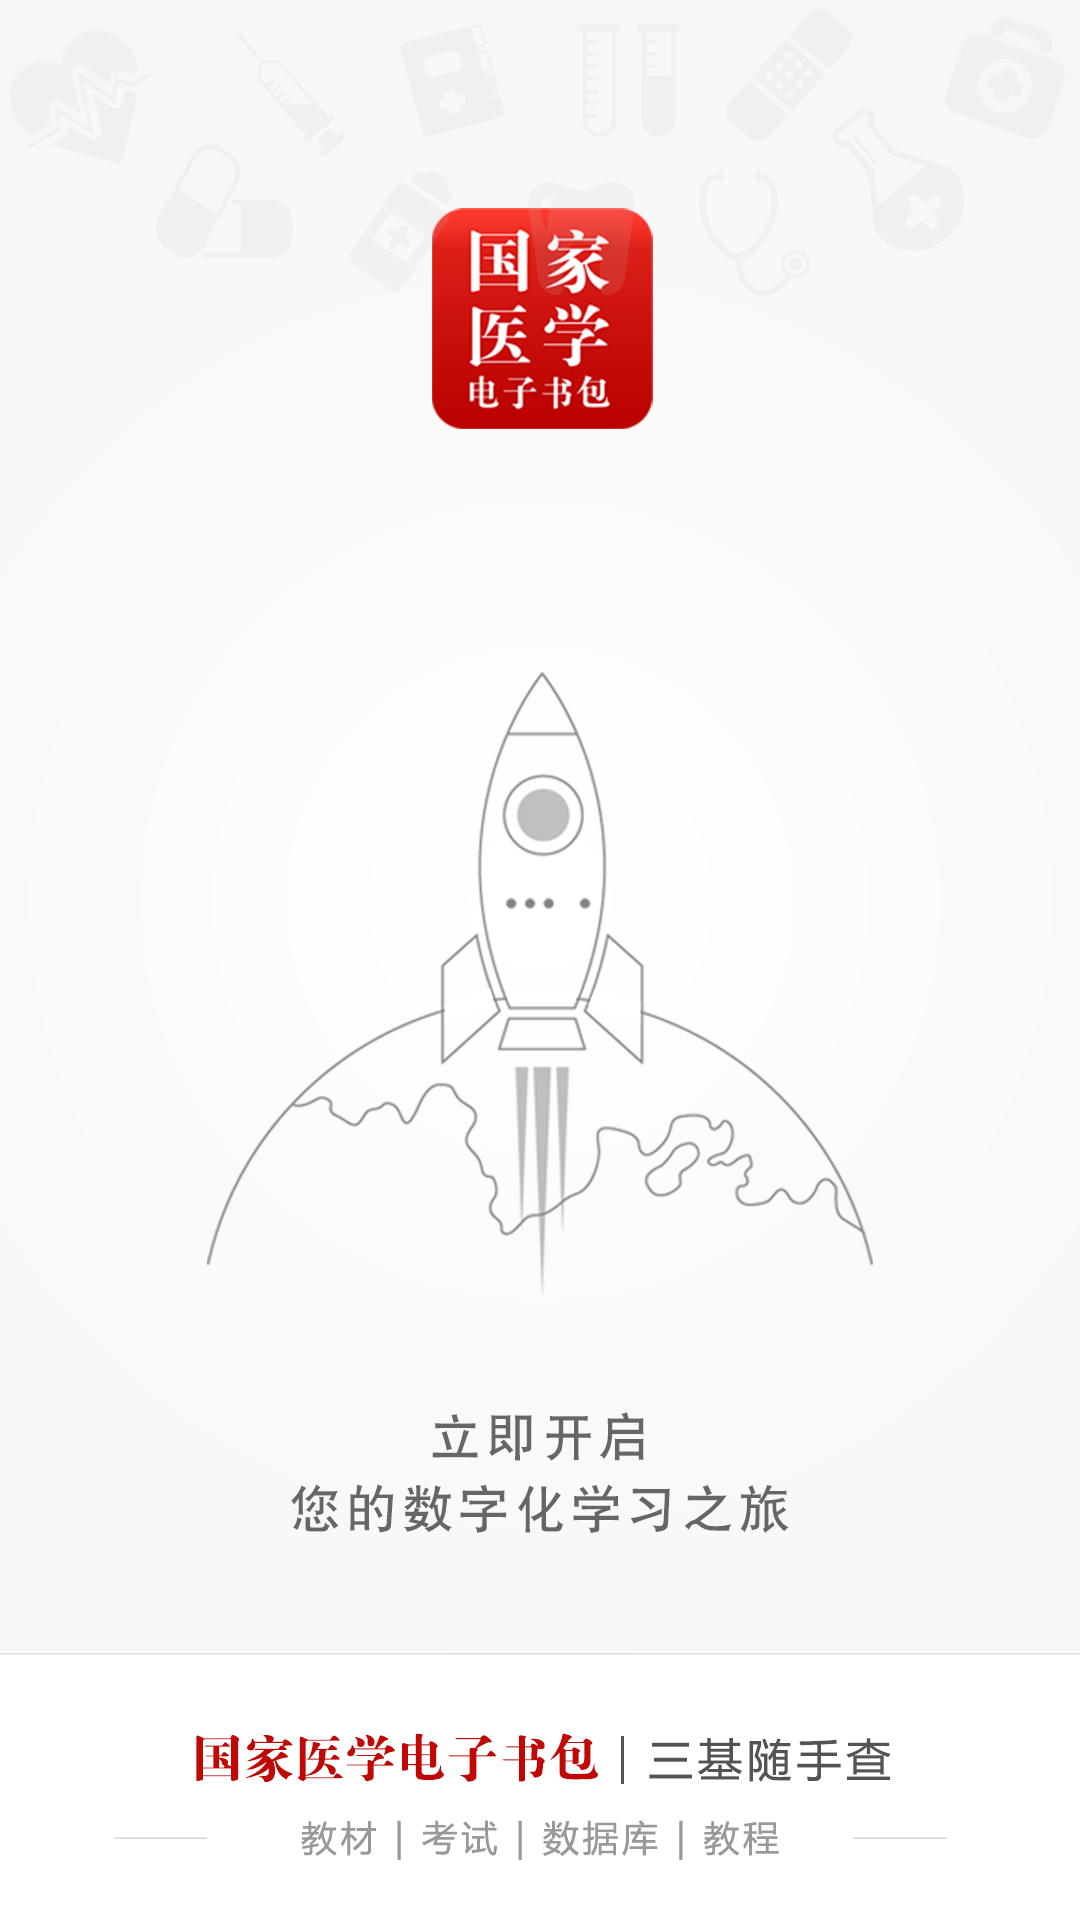 国家
医学
电子书包
立即开启
您的数字化学习之旅
国家医学电子书包|三基随手查
教材 | 考试 | 数据库 | 教程